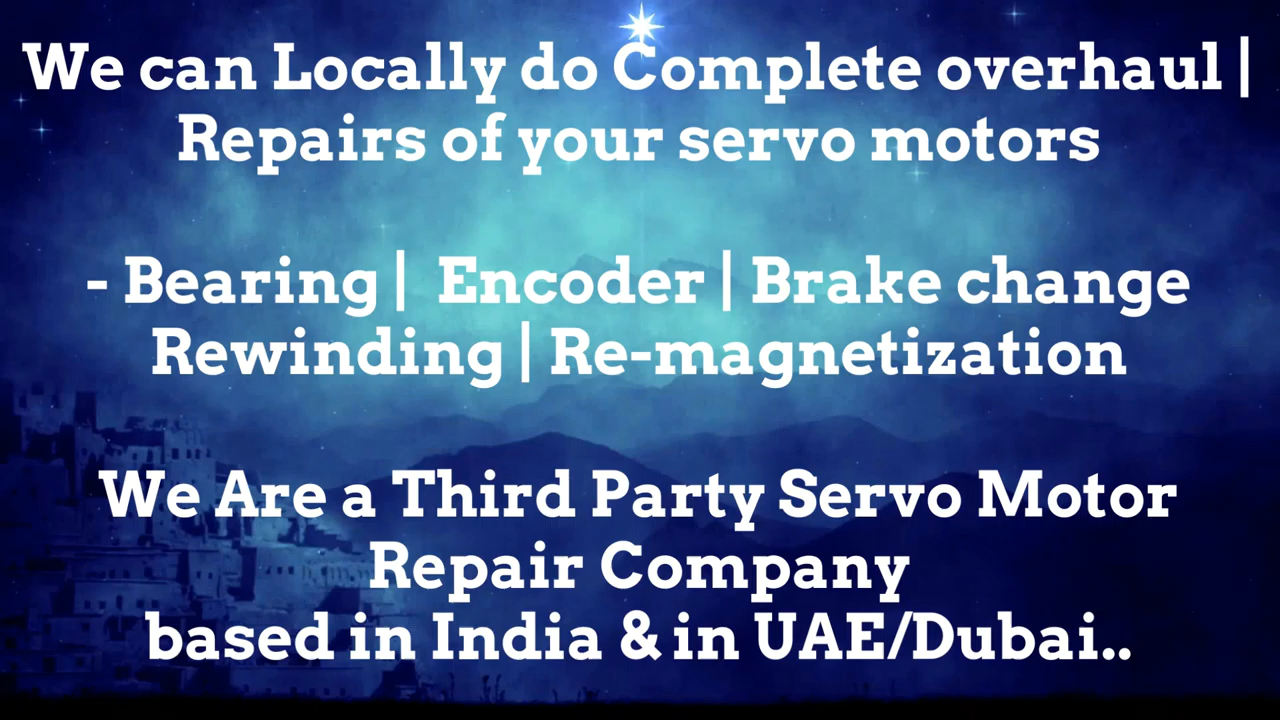 We can Locally do Complete overhaul |
Repairs of your servo motors
- Bearing | Encoder | Brake change
Rewinding | Re-magnetization
We Are a Third Party Servo Motor
Repair Company
based in India & in UAE/Dubai..